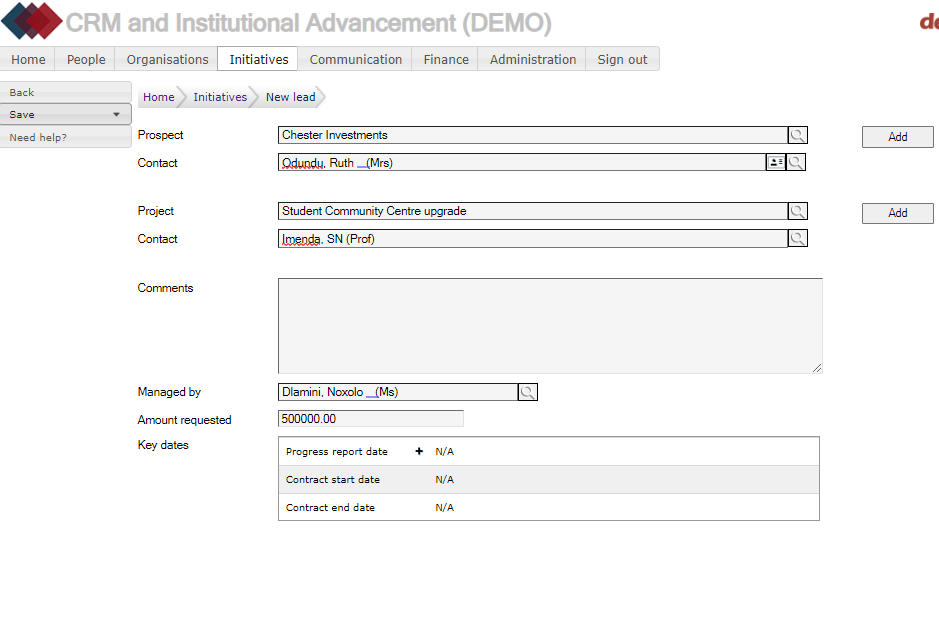 CRM and Institutional Advancement (DEMO)
Home People Organisations Initiatives Communication Finance Administration Sign out
Back
Save
Need help?
Home Initiatives New lead
Prospect Chester Investments Add
Contact Odundu, Ruth __(Mrs)
Project Student Community Centre upgrade Add
Contact Imenda, SN (Prof)
Comments
Managed by Dlamini, Noxolo __(Ms)
Amount requested 500000.00
Key dates
Progress report date + N/A
Contract start date N/A
Contract end date N/A